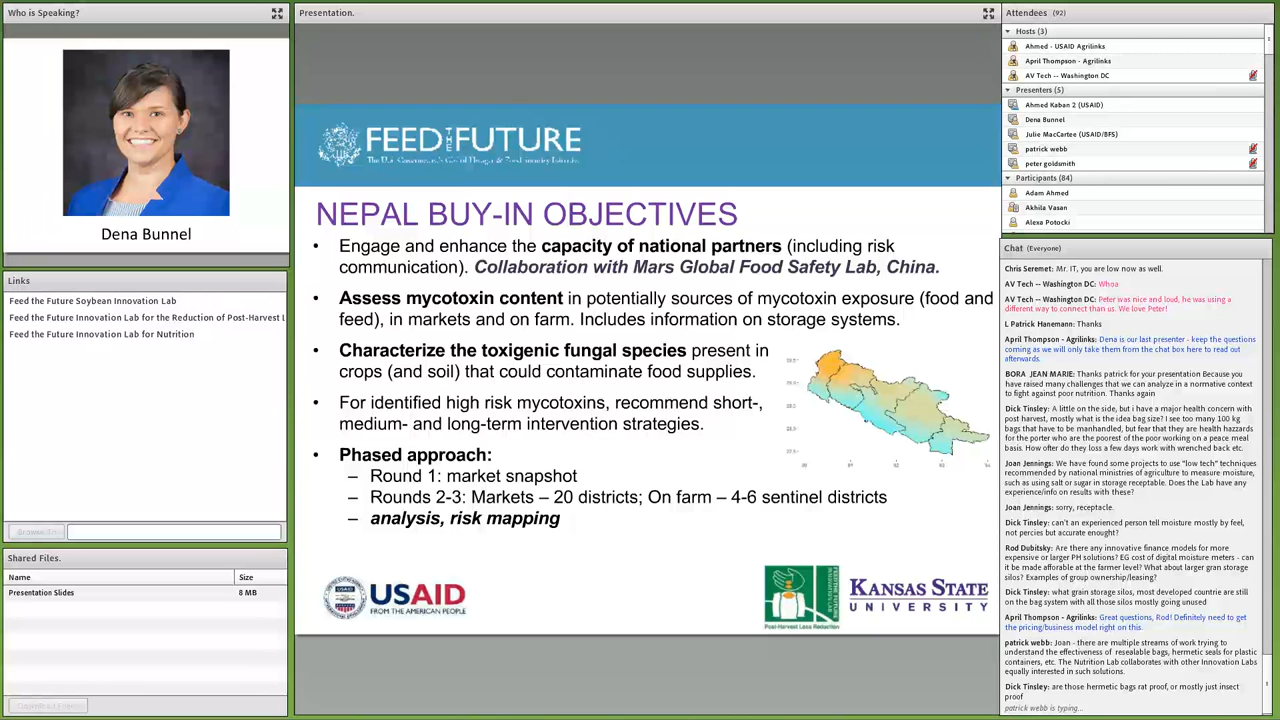 Who is Speaking?
Dena Bunnel
Links
Feed the Future Soybean Innovation Lab
Feed the Future Innovation Lab for the Reduction of Post-Harvest L
Feed the Future Innovation Lab for Nutrition
Browse To
Shared Files.
Name Size
Presentation Slides 8 MB
Presentation.
FEED THE FUTURE
The U.S. Government's Global Hunger & Food Security Initiative
NEPAL BUY-IN OBJECTIVES
• Engage and enhance the capacity of national partners (including risk
communication). Collaboration with Mars Global Food Safety Lab, China.
• Assess mycotoxin content in potentially sources of mycotoxin exposure (food and
feed), in markets and on farm. Includes information on storage systems.
• Characterize the toxigenic fungal species present in
crops (and soil) that could contaminate food supplies.
• For identified high risk mycotoxins, recommend short-,
medium- and long-term intervention strategies.
• Phased approach:
– Round 1: market snapshot
– Rounds 2-3: Markets – 20 districts; On farm – 4-6 sentinel districts
– analysis, risk mapping
USAID
FROM THE AMERICAN PEOPLE
Post-Harvest Loss Reduction
KANSAS STATE
UNIVERSITY
Attendees (92)
Hosts (3)
Ahmed - USAID Agrilinks
April Thompson - Agrilinks
AV Tech -- Washington DC
Presenters (5)
Ahmed Kaban 2 (USAID)
Dena Bunnel
Julie MacCartee (USAID/BFS)
patrick webb
peter goldsmith
Participants (84)
Adam Ahmed
Akhila Vasan
Alexa Potocki
Chat (Everyone)
Chris Seremet: Mr. IT, you are low now as well.
AV Tech -- Washington DC: Whoa
AV Tech -- Washington DC: Peter was nice and loud, he was using a
different way to connect than us. We love Peter!
L Patrick Hanemann: Thanks
April Thompson - Agrilinks: Dena is our last presenter - keep the questions
coming as we will only take them from the chat box here to read out
afterwards.
BORA JEAN MARIE: Thanks patrick for your presentation Because you
have raised many challenges that we can analyze in a normative context
to fight against poor nutrition. Thanks again
Dick Tinsley: A little on the side, but i have a major health concern with
post harvest, mostly what is the idea bag size? I see too many 100 kg
bags that have to be manhandled, but fear that they are health hazzards
for the porter who are the poorest of the poor working on a peace meal
basis. How ofter do they loss a few days work with wrenched back etc.
Joan Jennings: We have found some projects to use "low tech" techniques
recommended by national ministries of agriculture to measure moisture,
such as using salt or sugar in storage receptable. Does the Lab have any
experience/info on results with these?
Joan Jennings: sorry, receptacle.
Dick Tinsley: can't an experienced person tell moisture mostly by feel,
not percies but accurate enought?
Rod Dubitsky: Are there any innovative finance models for more
expensive or larger PH solutions? EG cost of digital moisture meters - can
it be made afforable at the farmer level? What about larger gran storage
silos? Examples of group ownership/leasing?
Dick Tinsley: what grain storage silos, most developed countrie are still
on the bag system with all those silos mostly going unused
April Thompson - Agrilinks: Great questions, Rod! Definitely need to get
the pricing/business model right on this.
patrick webb: Joan - there are multiple streams of work trying to
understand the effectiveness of resealable bags, hermetic seals for plastic
containers, etc. The Nutrition Lab collaborates with other Innovation Labs
equally interested in such solutions.
Dick Tinsley: are those hermetic bags rat proof, or mostly just insect
proof
patrick webb is typing...